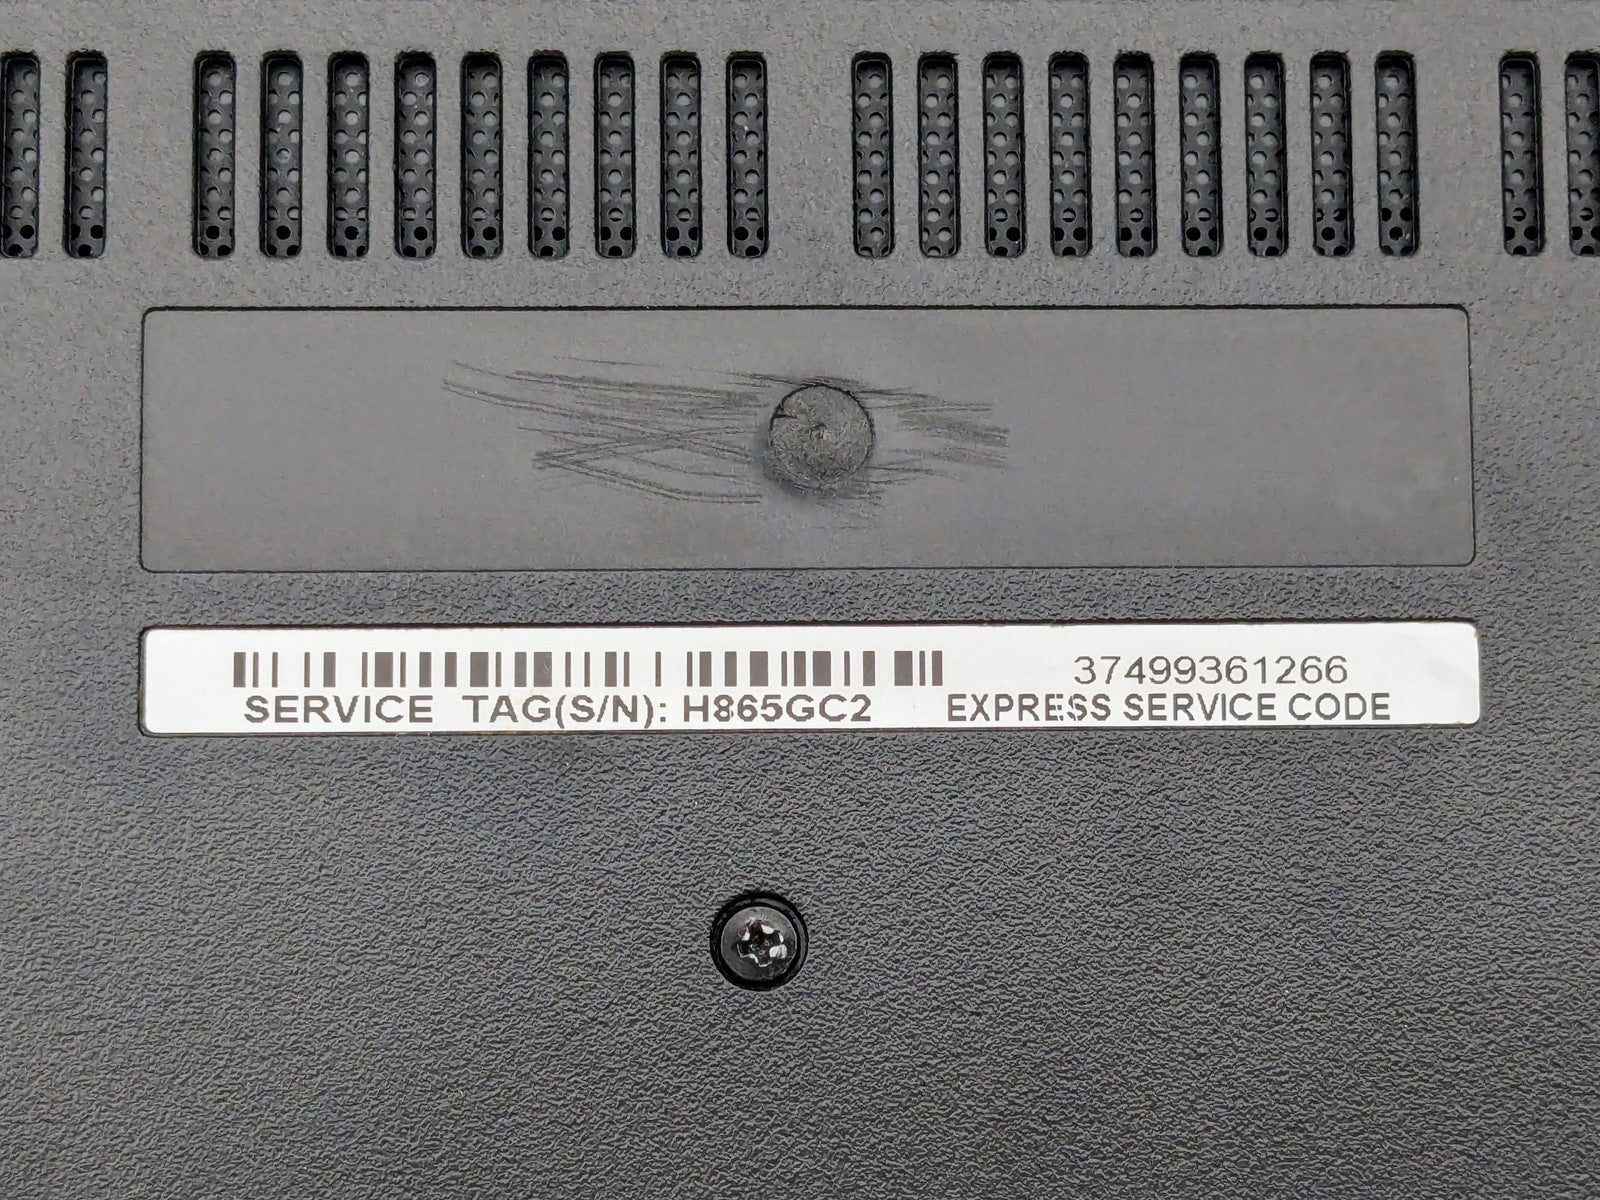 37499361266
SERVICE TAG(S/N): H865GC2 EXPRESS SERVICE CODE